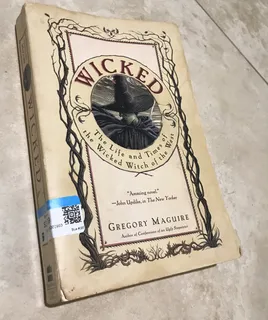 WICKED
The Life and Times of
the Wicked Witch of the West
"Amazing novel."
—John Updike, in The New Yorker
GREGORY MAGUIRE
Author of Confessions of an Ugly Stepsister
WICKED